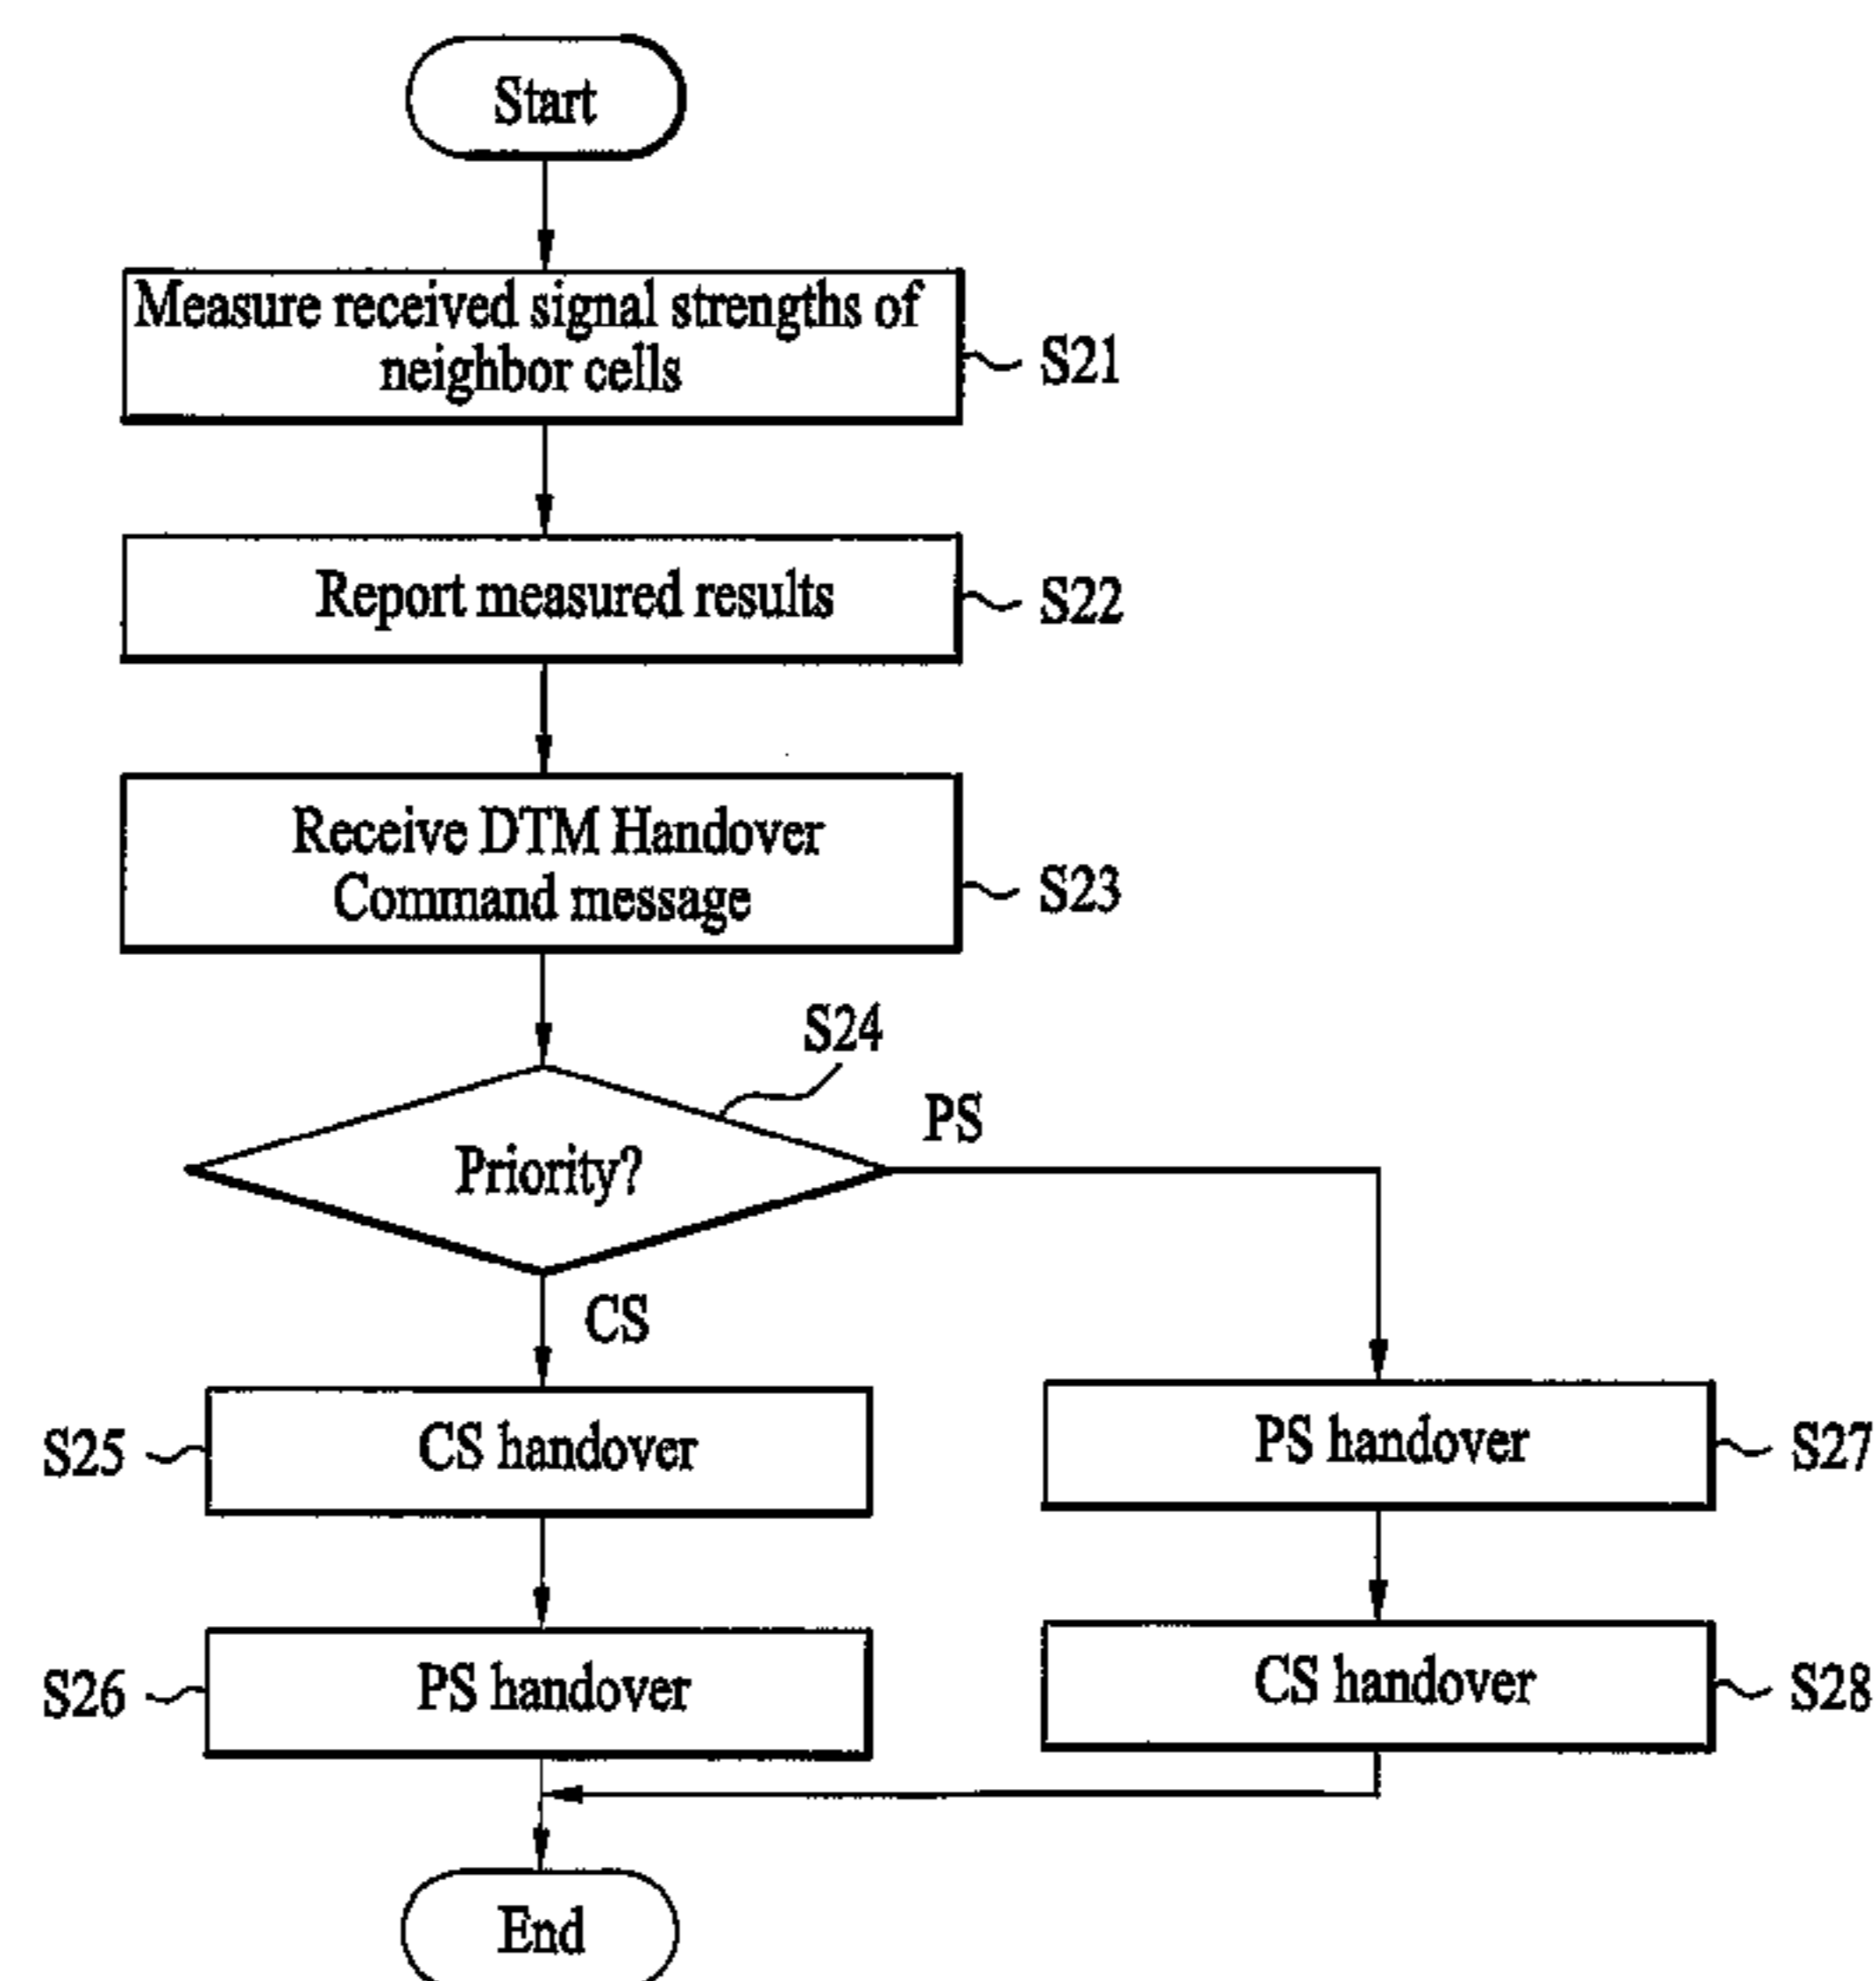 Start
Measure received signal strengths of
neighbor cells
S21
Report measured results
S22
Receive DTM Handover
Command message
S23
S24
Priority?
PS
CS
S25
CS handover
PS handover
S27
S26
PS handover
CS handover
S28
End